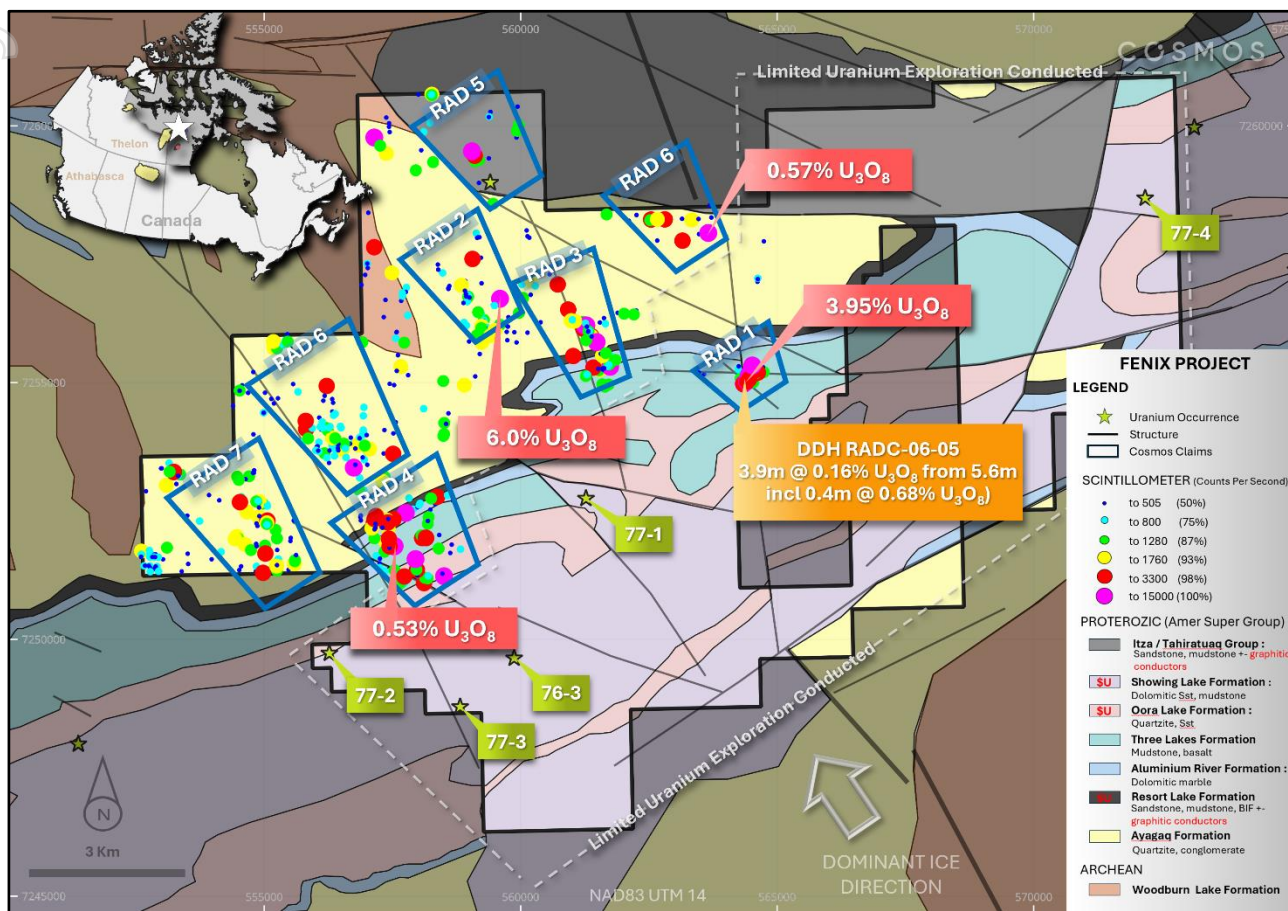 555000
560000
565000
570000
575
COSMOS
Limited Uranium Exploration Conducted
7260000
7260000
Thelon
Athabasca
Canada
RAD 5
RAD 6
0.57% U₃O₈
77-4
RAD 2
RAD 3
RAD 1
3.95% U₃O₈
7255000
RAD 6
6.0% U₃O₈
DDH RADC-06-05
3.9m @ 0.16% U₃O₈ from 5.6m
incl 0.4m @ 0.68% U₃O₈)
RAD 7
RAD 4
77-1
0.53% U₃O₈
7250000
77-2
76-3
77-3
Limited Uranium Exploration Conducted
N
3 Km
DOMINANT ICE
DIRECTION
7245000
NAD83 UTM 14
555000
560000
565000
570000
FENIX PROJECT
LEGEND
Uranium Occurrence
Structure
Cosmos Claims
SCINTILLOMETER (Counts Per Second)
to 505 (50%)
to 800 (75%)
to 1280 (87%)
to 1760 (93%)
to 3300 (98%)
to 15000 (100%)
PROTEROZIC (Amer Super Group)
Itza / Tahiratuaq Group :
Sandstone, mudstone +- graphitic
conductors
$U
Showing Lake Formation :
Dolomitic Sst, mudstone
$U
Oora Lake Formation :
Quartzite, Sst
Three Lakes Formation
Mudstone, basalt
Aluminium River Formation :
Dolomitic marble
Resort Lake Formation
Sandstone, mudstone, BIF +-
graphitic conductors
Ayagaq Formation
Quartzite, conglomerate
ARCHEAN
Woodburn Lake Formation